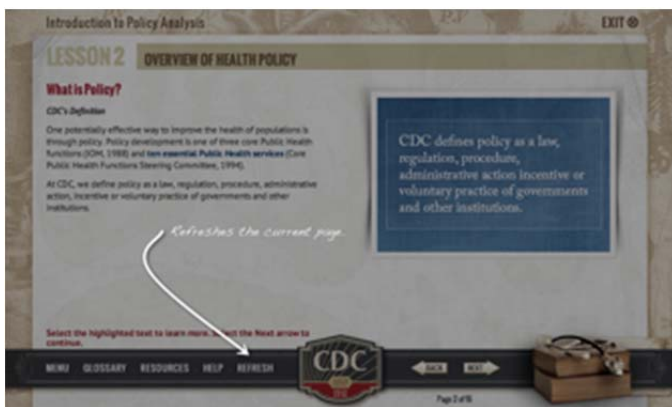 Introduction to Policy Analysis
EXIT
LESSON 2 OVERVIEW OF HEALTH POLICY
What is Policy?
CDC's Definition
One potentially effective way to improve the health of populations is
through policy. Policy development is one of three core Public Health
functions (IOM, 1988) and ten essential Public Health services (Core
Public Health Functions Steering Committee, 1994).
At CDC, we define policy as a law, regulation, procedure, administrative
action, incentive or voluntary practice of governments and other
institutions.
CDC defines policy as a law,
regulation, procedure,
administrative action incentive or
voluntary practice of governments
and other institutions.
Refreshes the current page.
Select the highlighted text to learn more. Select the Next arrow to
continue.
MENU GLOSSARY RESOURCES HELP REFRESH
CDC
BACK NEXT
Page 2 of 16